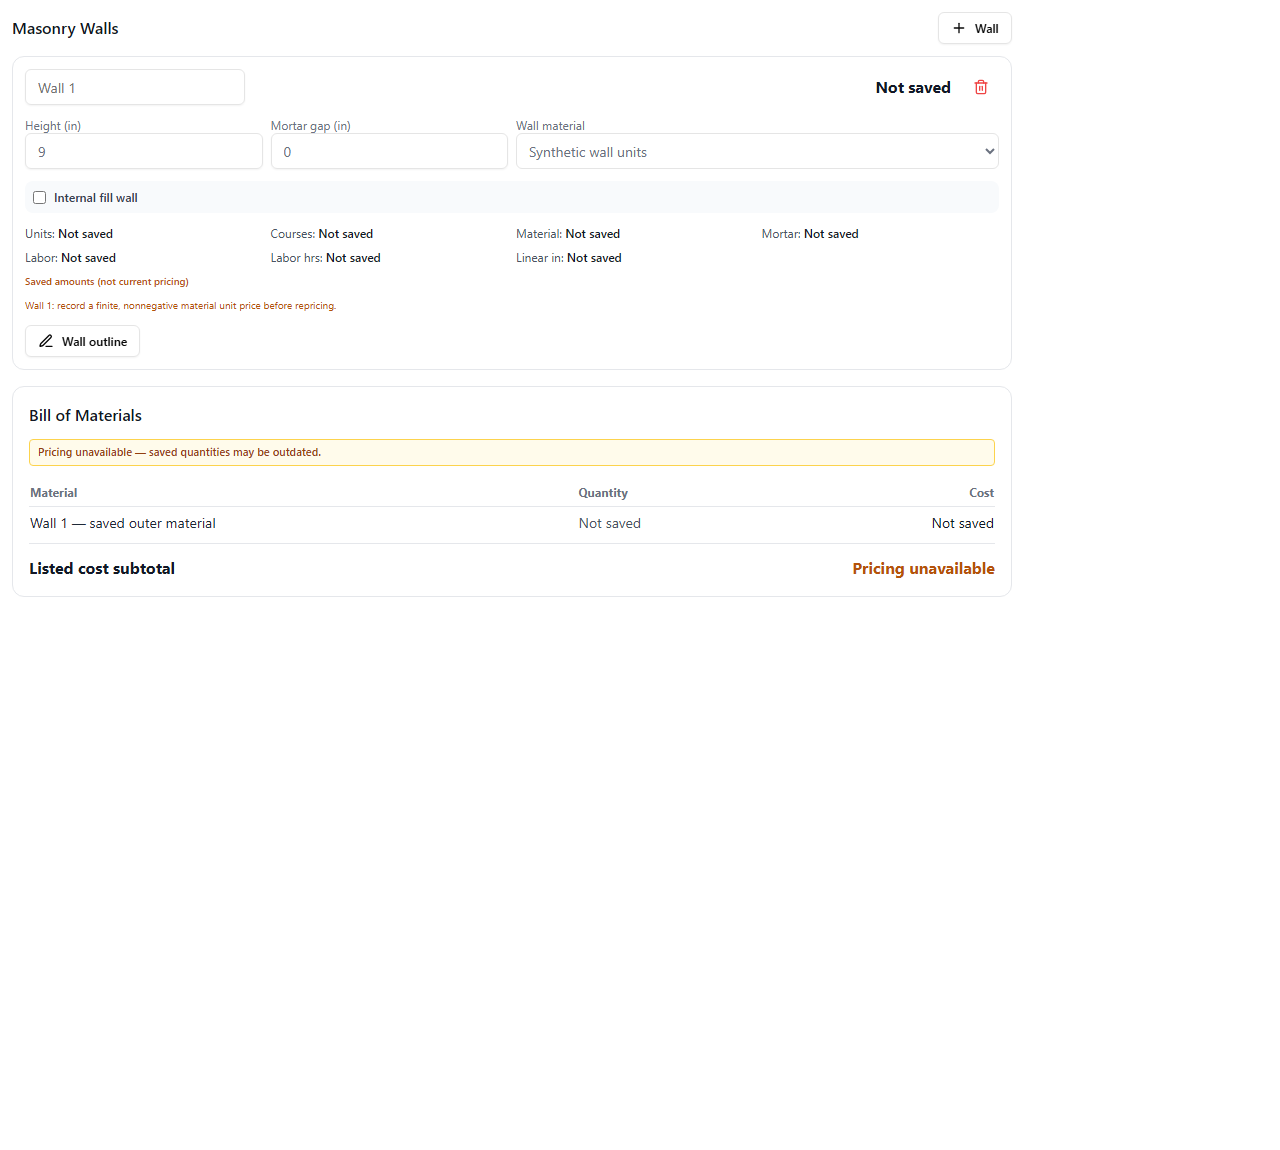 Masonry Walls
Wall
Wall 1
Not saved
Height (in)
Mortar gap (in)
Wall material
9
0
Synthetic wall units
Internal fill wall
Units: Not saved
Courses: Not saved
Material: Not saved
Mortar: Not saved
Labor: Not saved
Labor hrs: Not saved
Linear in: Not saved
Saved amounts (not current pricing)
Wall 1: record a finite, nonnegative material unit price before repricing.
Wall outline
Bill of Materials
Pricing unavailable — saved quantities may be outdated.
Material
Quantity
Cost
Wall 1 — saved outer material
Not saved
Not saved
Listed cost subtotal
Pricing unavailable